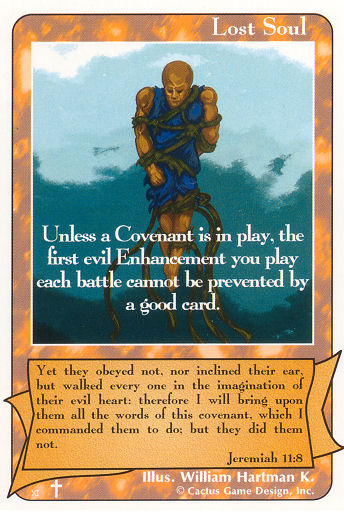 Lost Soul
Unless a Covenant is in play, the
first evil Enhancement you play
each battle cannot be prevented by
a good card.
Yet they obeyed not, nor inclined their ear,
but walked every one in the imagination of
their evil heart: therefore I will bring upon
them all the words of this covenant, which I
commanded them to do; but they did them
not.
Jeremiah 11:8
Illus. William Hartman K.
© Cactus Game Design, Inc.